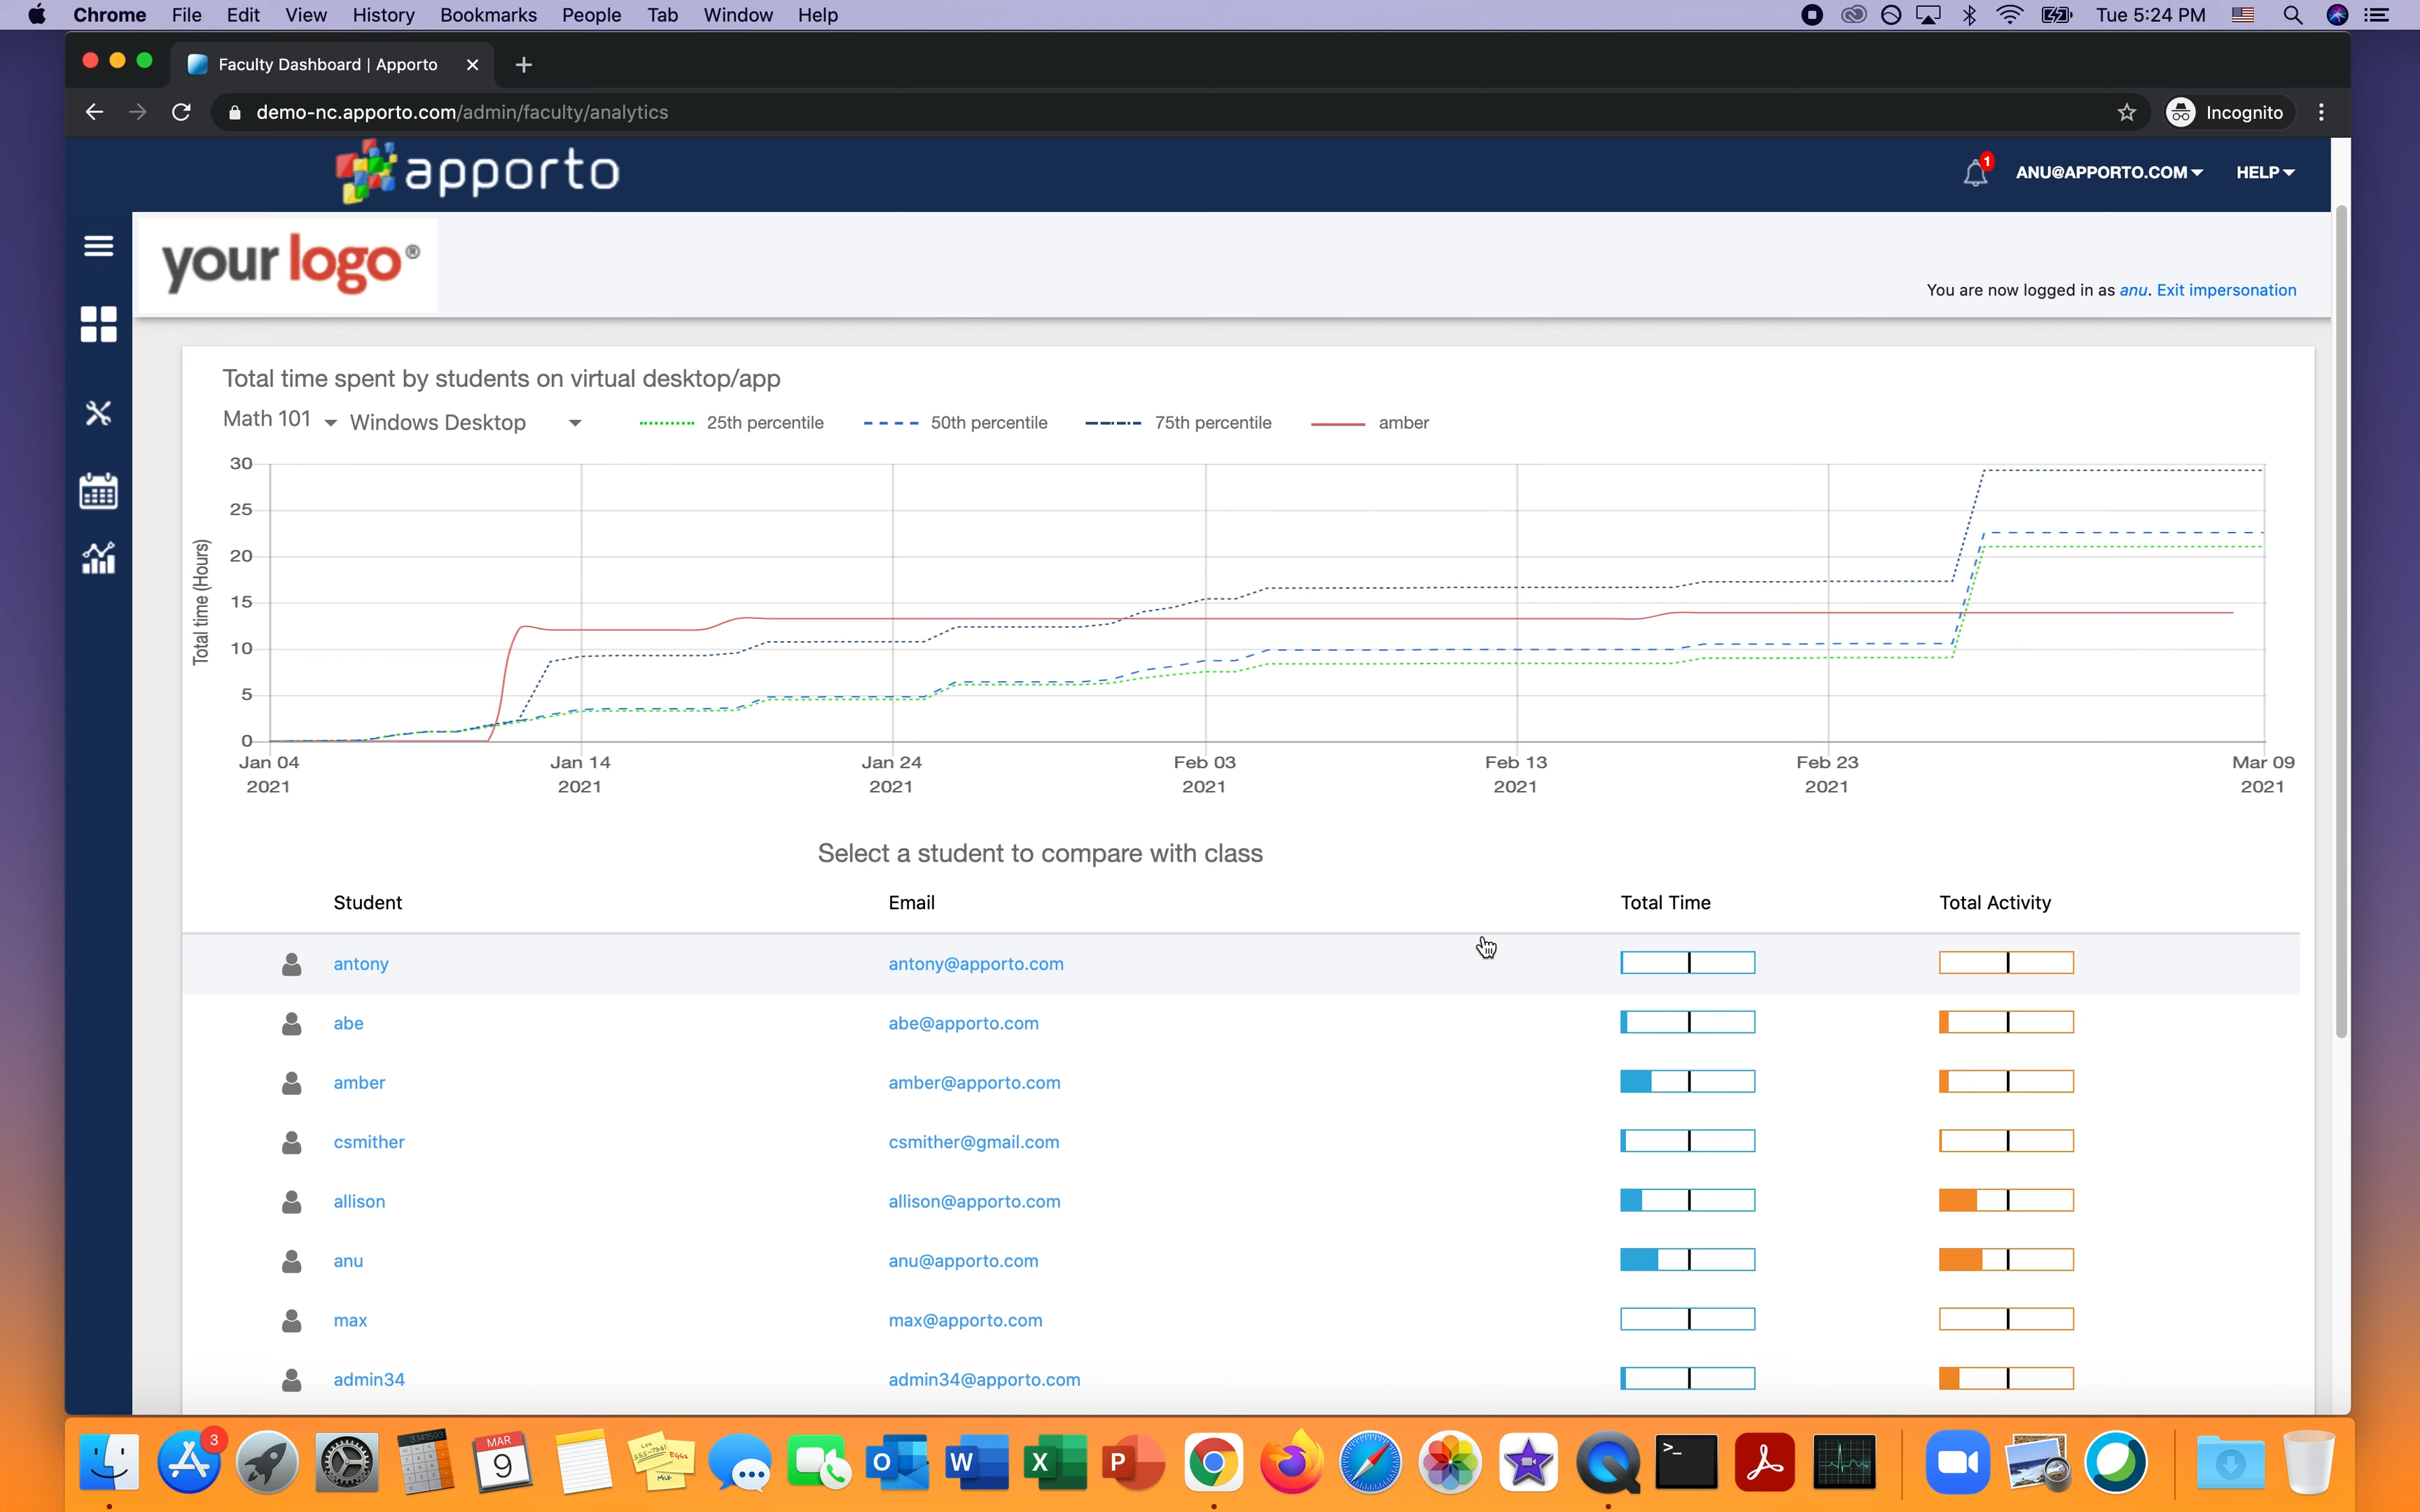 Chrome File Edit View History Bookmarks People Tab Window Help Tue 5:24 PM
Faculty Dashboard | Apporto
demo-nc.apporto.com/admin/faculty/analytics Incognito
apporto 1 ANU@APPORTO.COM HELP
your logo®
You are now logged in as anu. Exit impersonation
Total time spent by students on virtual desktop/app
Math 101 Windows Desktop 25th percentile 50th percentile 75th percentile amber
30
25
20
15
10
5
0
Total time (Hours)
Jan 04 Jan 14 Jan 24 Feb 03 Feb 13 Feb 23 Mar 09
2021 2021 2021 2021 2021 2021 2021
Select a student to compare with class
Student Email Total Time Total Activity
antony antony@apporto.com
abe abe@apporto.com
amber amber@apporto.com
csmither csmither@gmail.com
allison allison@apporto.com
anu anu@apporto.com
max max@apporto.com
admin34 admin34@apporto.com
3 MAR
9 O W X P >_